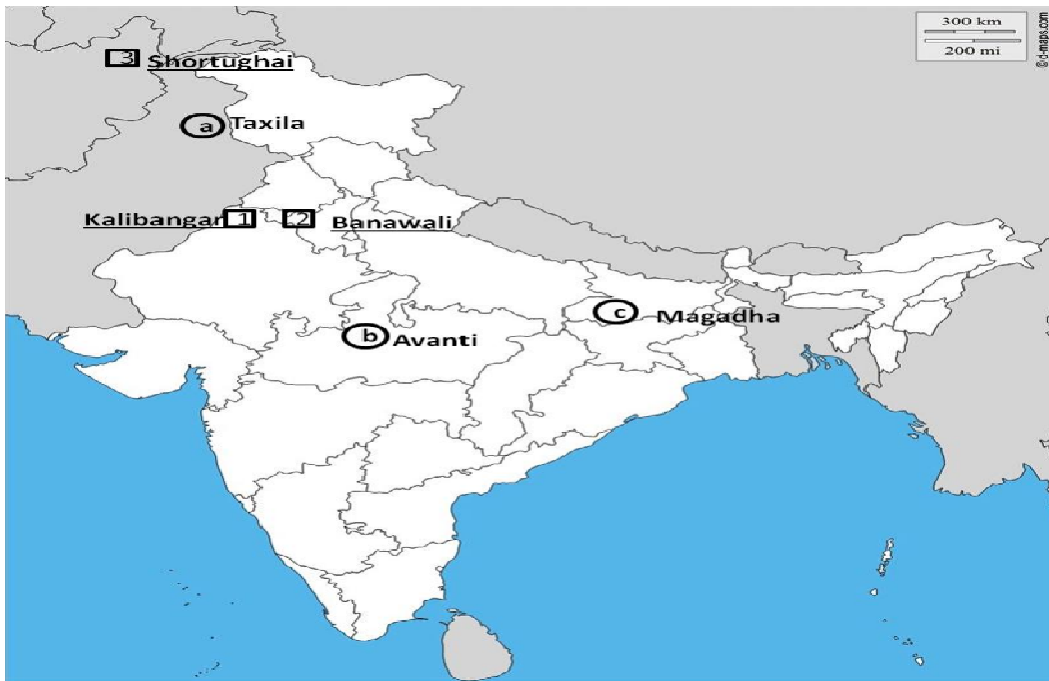 300 km
200 mi
©d-maps.com
3 Shortughai
a Taxila
Kalibangan 1
2 Banawali
c Magadha
b Avanti